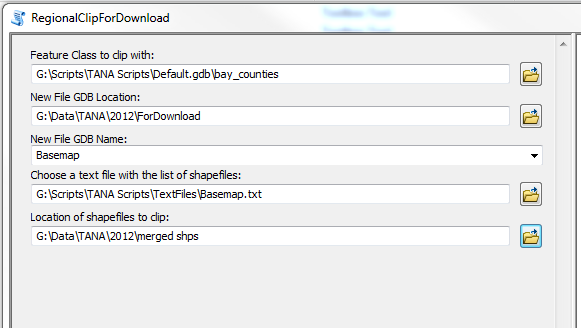 RegionalClipForDownload
Feature Class to clip with:
G:\Scripts\TANA Scripts\Default.gdb\bay_counties
New File GDB Location:
G:\Data\TANA\2012\ForDownload
New File GDB Name:
Basemap
Choose a text file with the list of shapefiles:
G:\Scripts\TANA Scripts\TextFiles\Basemap.txt
Location of shapefiles to clip:
G:\Data\TANA\2012\merged shps